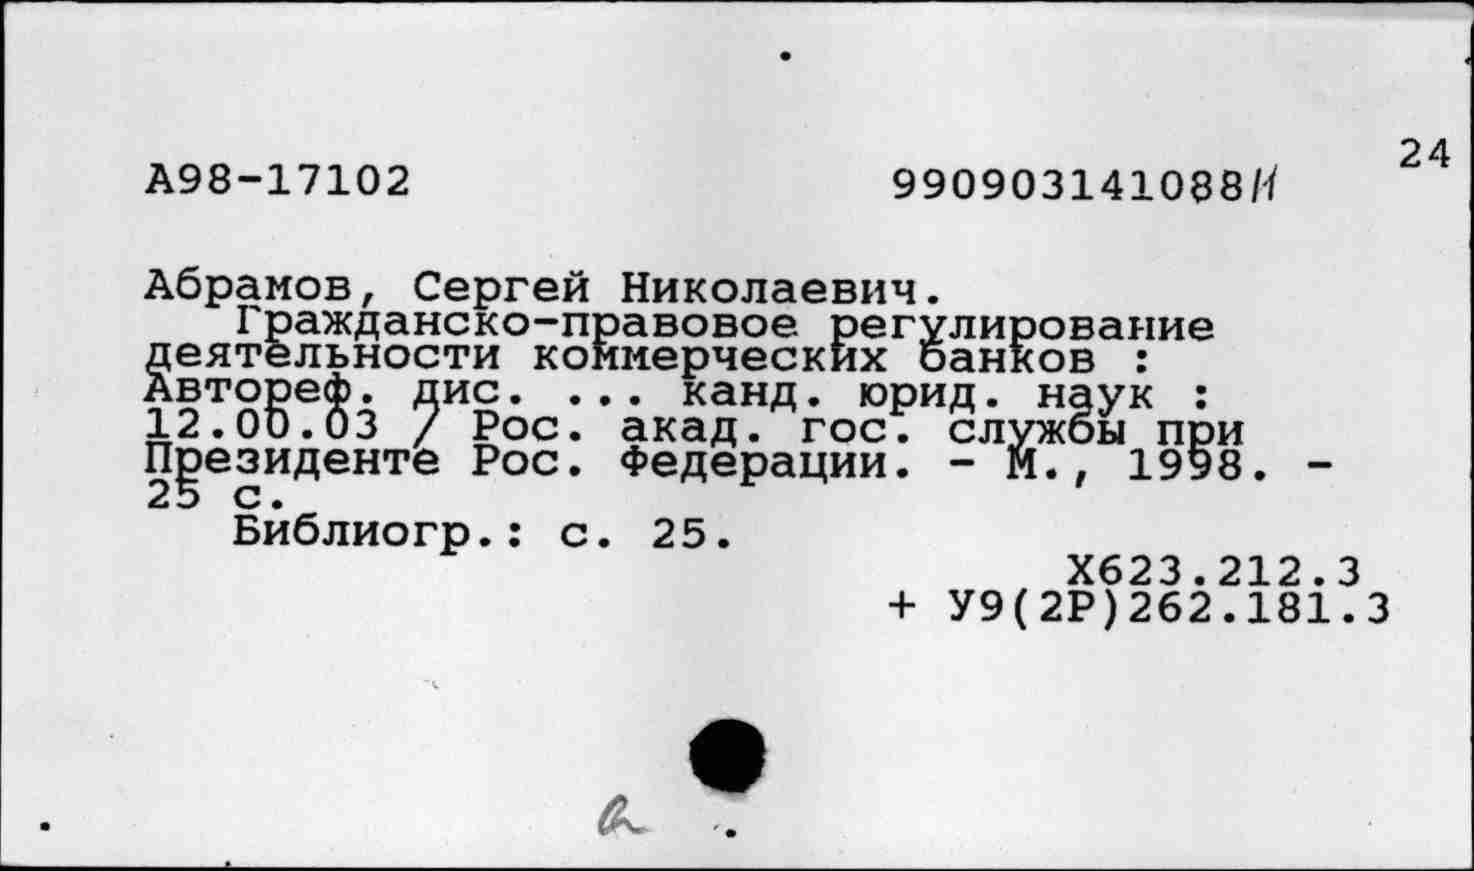 24
А98-17102 990903141088И
Абрамов, Сергей Николаевич.
Гражданско-правовое регулирование
деятельности коммерческих банков :
Автореф. дис. ... канд. юрид. наук :
12.00.03 / Рос. акад. гос. службы при
Президенте Рос. Федерации. - М., 1998. -
25 с.
Библиогр.: с. 25.
Х623.212.3
+ У9(2Р)262.181.3